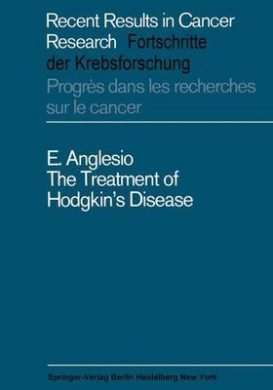 Recent Results in Cancer
Research Fortschritte
der Krebsforschung
Progrès dans les recherches
sur le cancer
E. Anglesio
The Treatment of
Hodgkin's Disease
Springer-Verlag Berlin Heidelberg New York